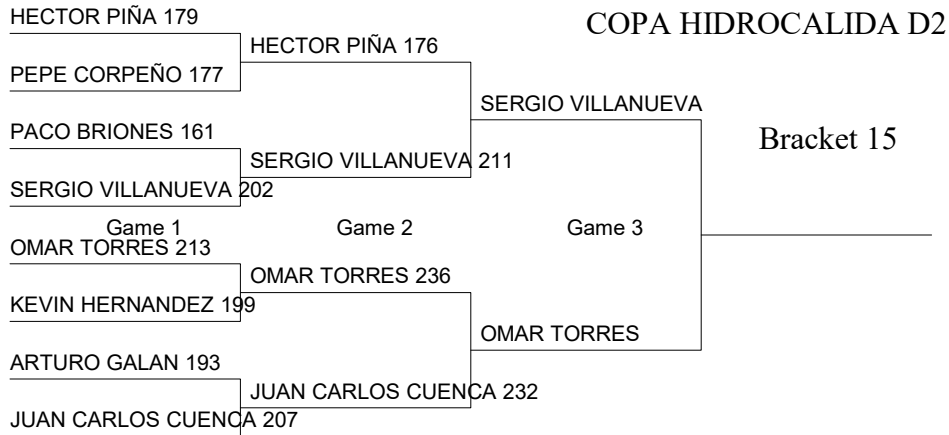 HECTOR PIÑA 179
COPA HIDROCALIDA D2
HECTOR PIÑA 176
PEPE CORPEÑO 177
SERGIO VILLANUEVA
PACO BRIONES 161
Bracket 15
SERGIO VILLANUEVA 211
SERGIO VILLANUEVA 202
Game 1
Game 2
Game 3
OMAR TORRES 213
OMAR TORRES 236
KEVIN HERNANDEZ 199
OMAR TORRES
ARTURO GALAN 193
JUAN CARLOS CUENCA 232
JUAN CARLOS CUENCA 207